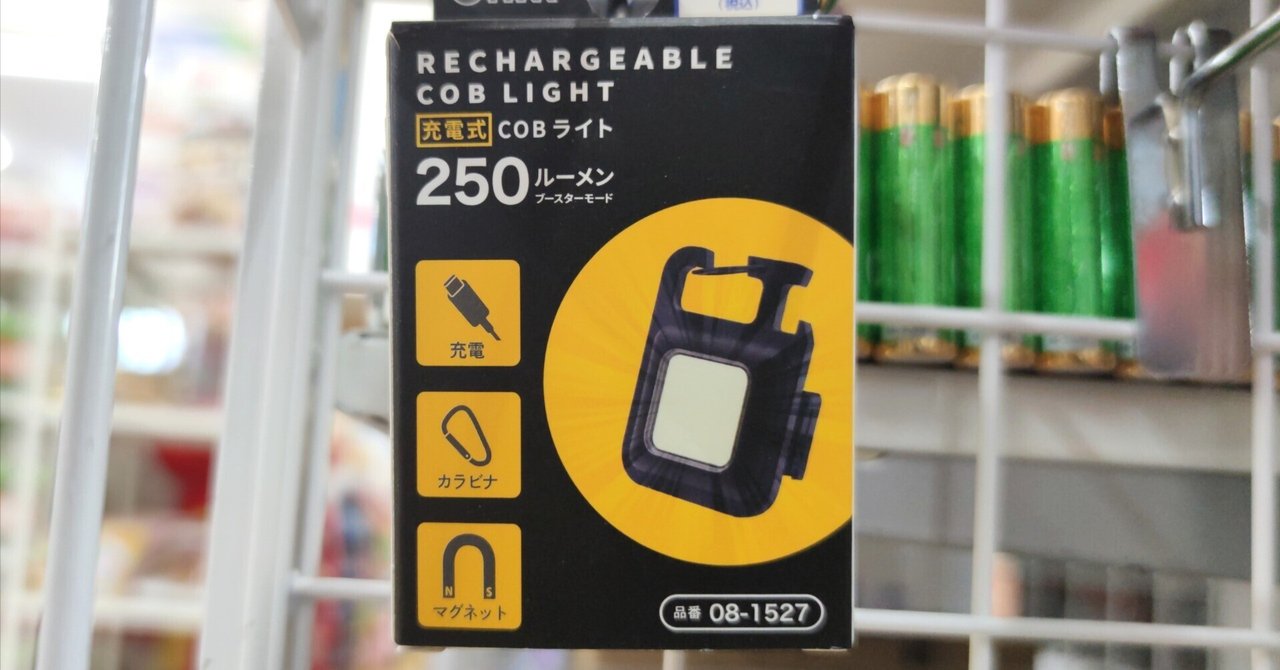 (税込)
RECHARGEABLE
COB LIGHT
充電式 COBライト
250ルーメン
ブースターモード
充電
カラビナ
N S
マグネット
品番 08-1527